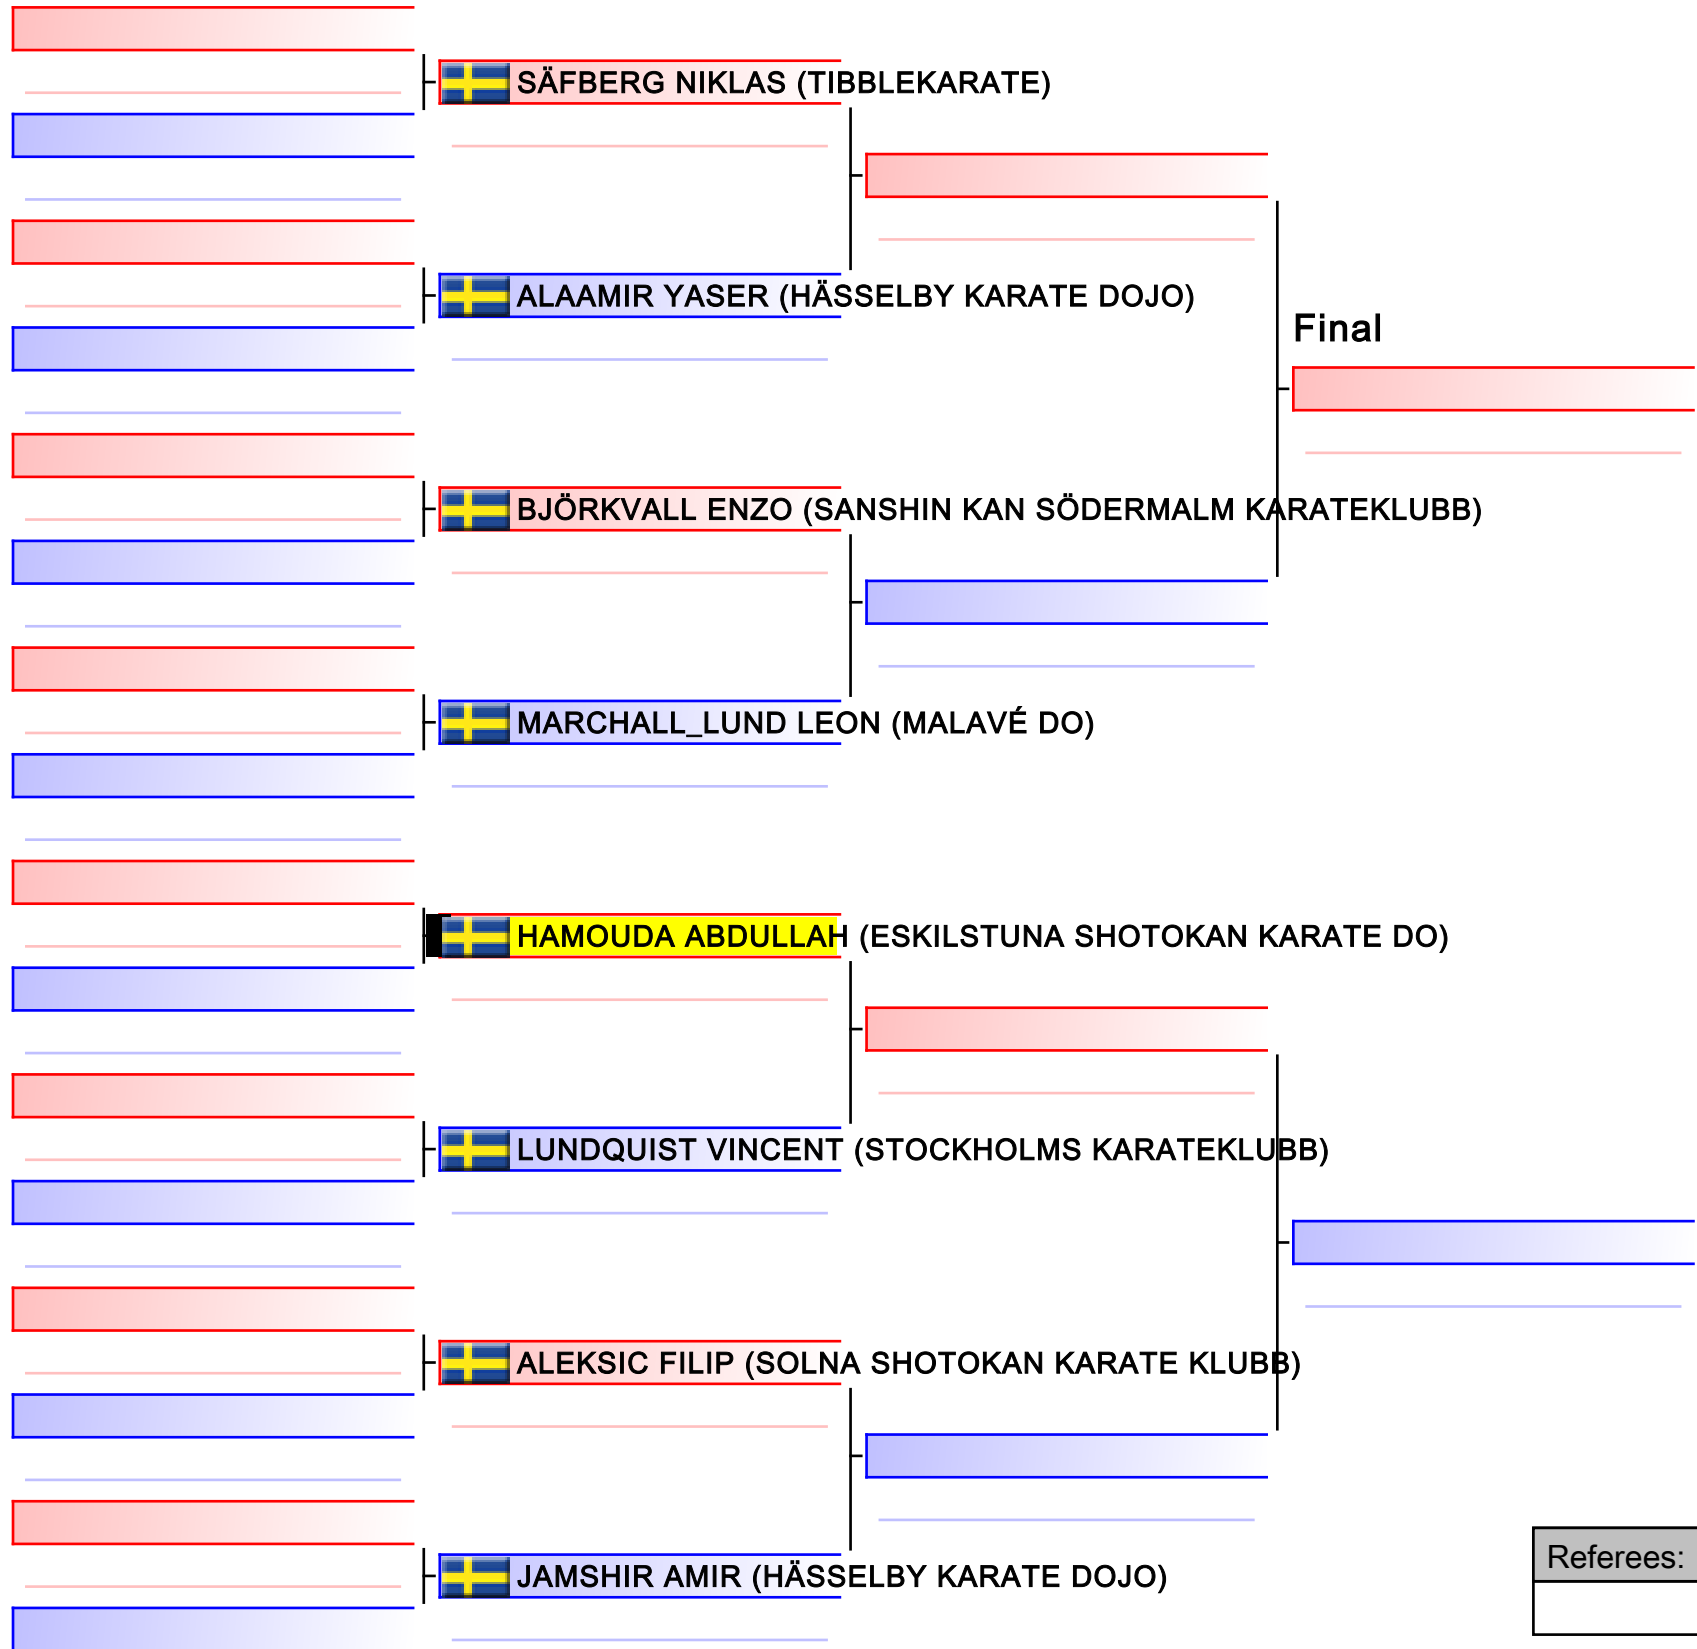 SÄFBERG NIKLAS (TIBBLEKARATE)
ALAAMIR YASER (HÄSSELBY KARATE DOJO)
Final
BJÖRKVALL ENZO (SANSHIN KAN SÖDERMALM KARATEKLUBB)
MARCHALL_LUND LEON (MALAVÉ DO)
HAMOUDA ABDULLAH (ESKILSTUNA SHOTOKAN KARATE DO)
LUNDQUIST VINCENT (STOCKHOLMS KARATEKLUBB)
ALEKSIC FILIP (SOLNA SHOTOKAN KARATE KLUBB)
JAMSHIR AMIR (HÄSSELBY KARATE DOJO)
Referees: